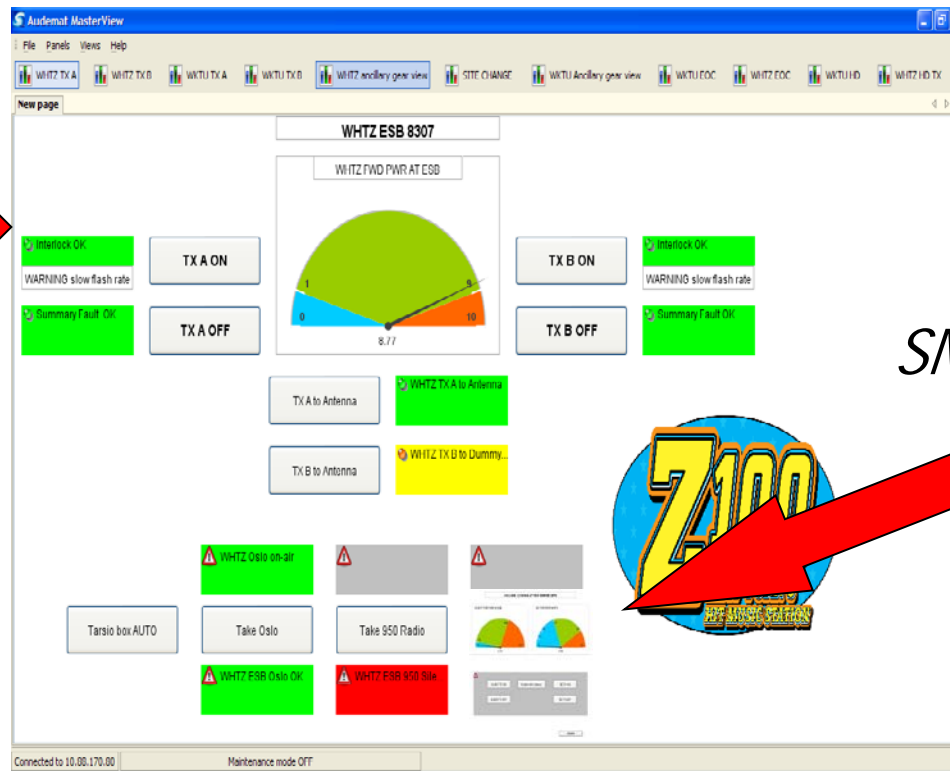 Audemat MasterView
File Panels Views Help
WHTZ TX A WHTZ TX B WKTU TX A WKTU TX B WHTZ ancillary gear view SITE CHANGE WKTU Ancillary gear view WKTU EOC WHTZ EOC WKTU HD WHTZ HD TX
New page
WHTZ ESB 8307
WHTZ FWD PWR AT ESB
Interlock OK
WARNING slow flash rate
Summary Fault OK
TX A ON
TX A OFF
1
9
0
10
8.77
TX B ON
TX B OFF
Interlock OK
WARNING slow flash rate
Summary Fault OK
TX A to Antenna
WHTZ TX A to Antenna
TX B to Antenna
WHTZ TX B to Dummy...
Z100
HIT MUSIC STATION
WHTZ Oslo on-air
Tarsio box AUTO
Take Oslo
Take 950 Radio
WHTZ ESB Oslo OK
WHTZ ESB 950 Sile
Connected to 10.88.170.80
Maintenance mode OFF